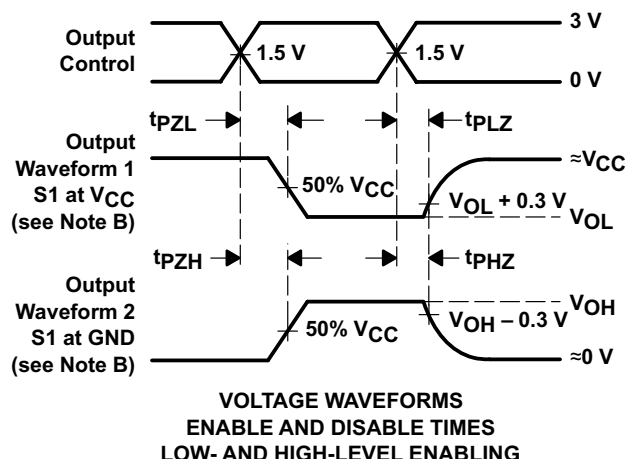 Output
Control
3 V
1.5 V
1.5 V
0 V
tPZL
tPLZ
Output
Waveform 1
S1 at VCC
(see Note B)
≈VCC
50% VCC
VOL + 0.3 V
VOL
tPZH
tPHZ
Output
Waveform 2
S1 at GND
(see Note B)
VOH
50% VCC
VOH – 0.3 V
≈0 V
VOLTAGE WAVEFORMS
ENABLE AND DISABLE TIMES
LOW- AND HIGH-LEVEL ENABLING